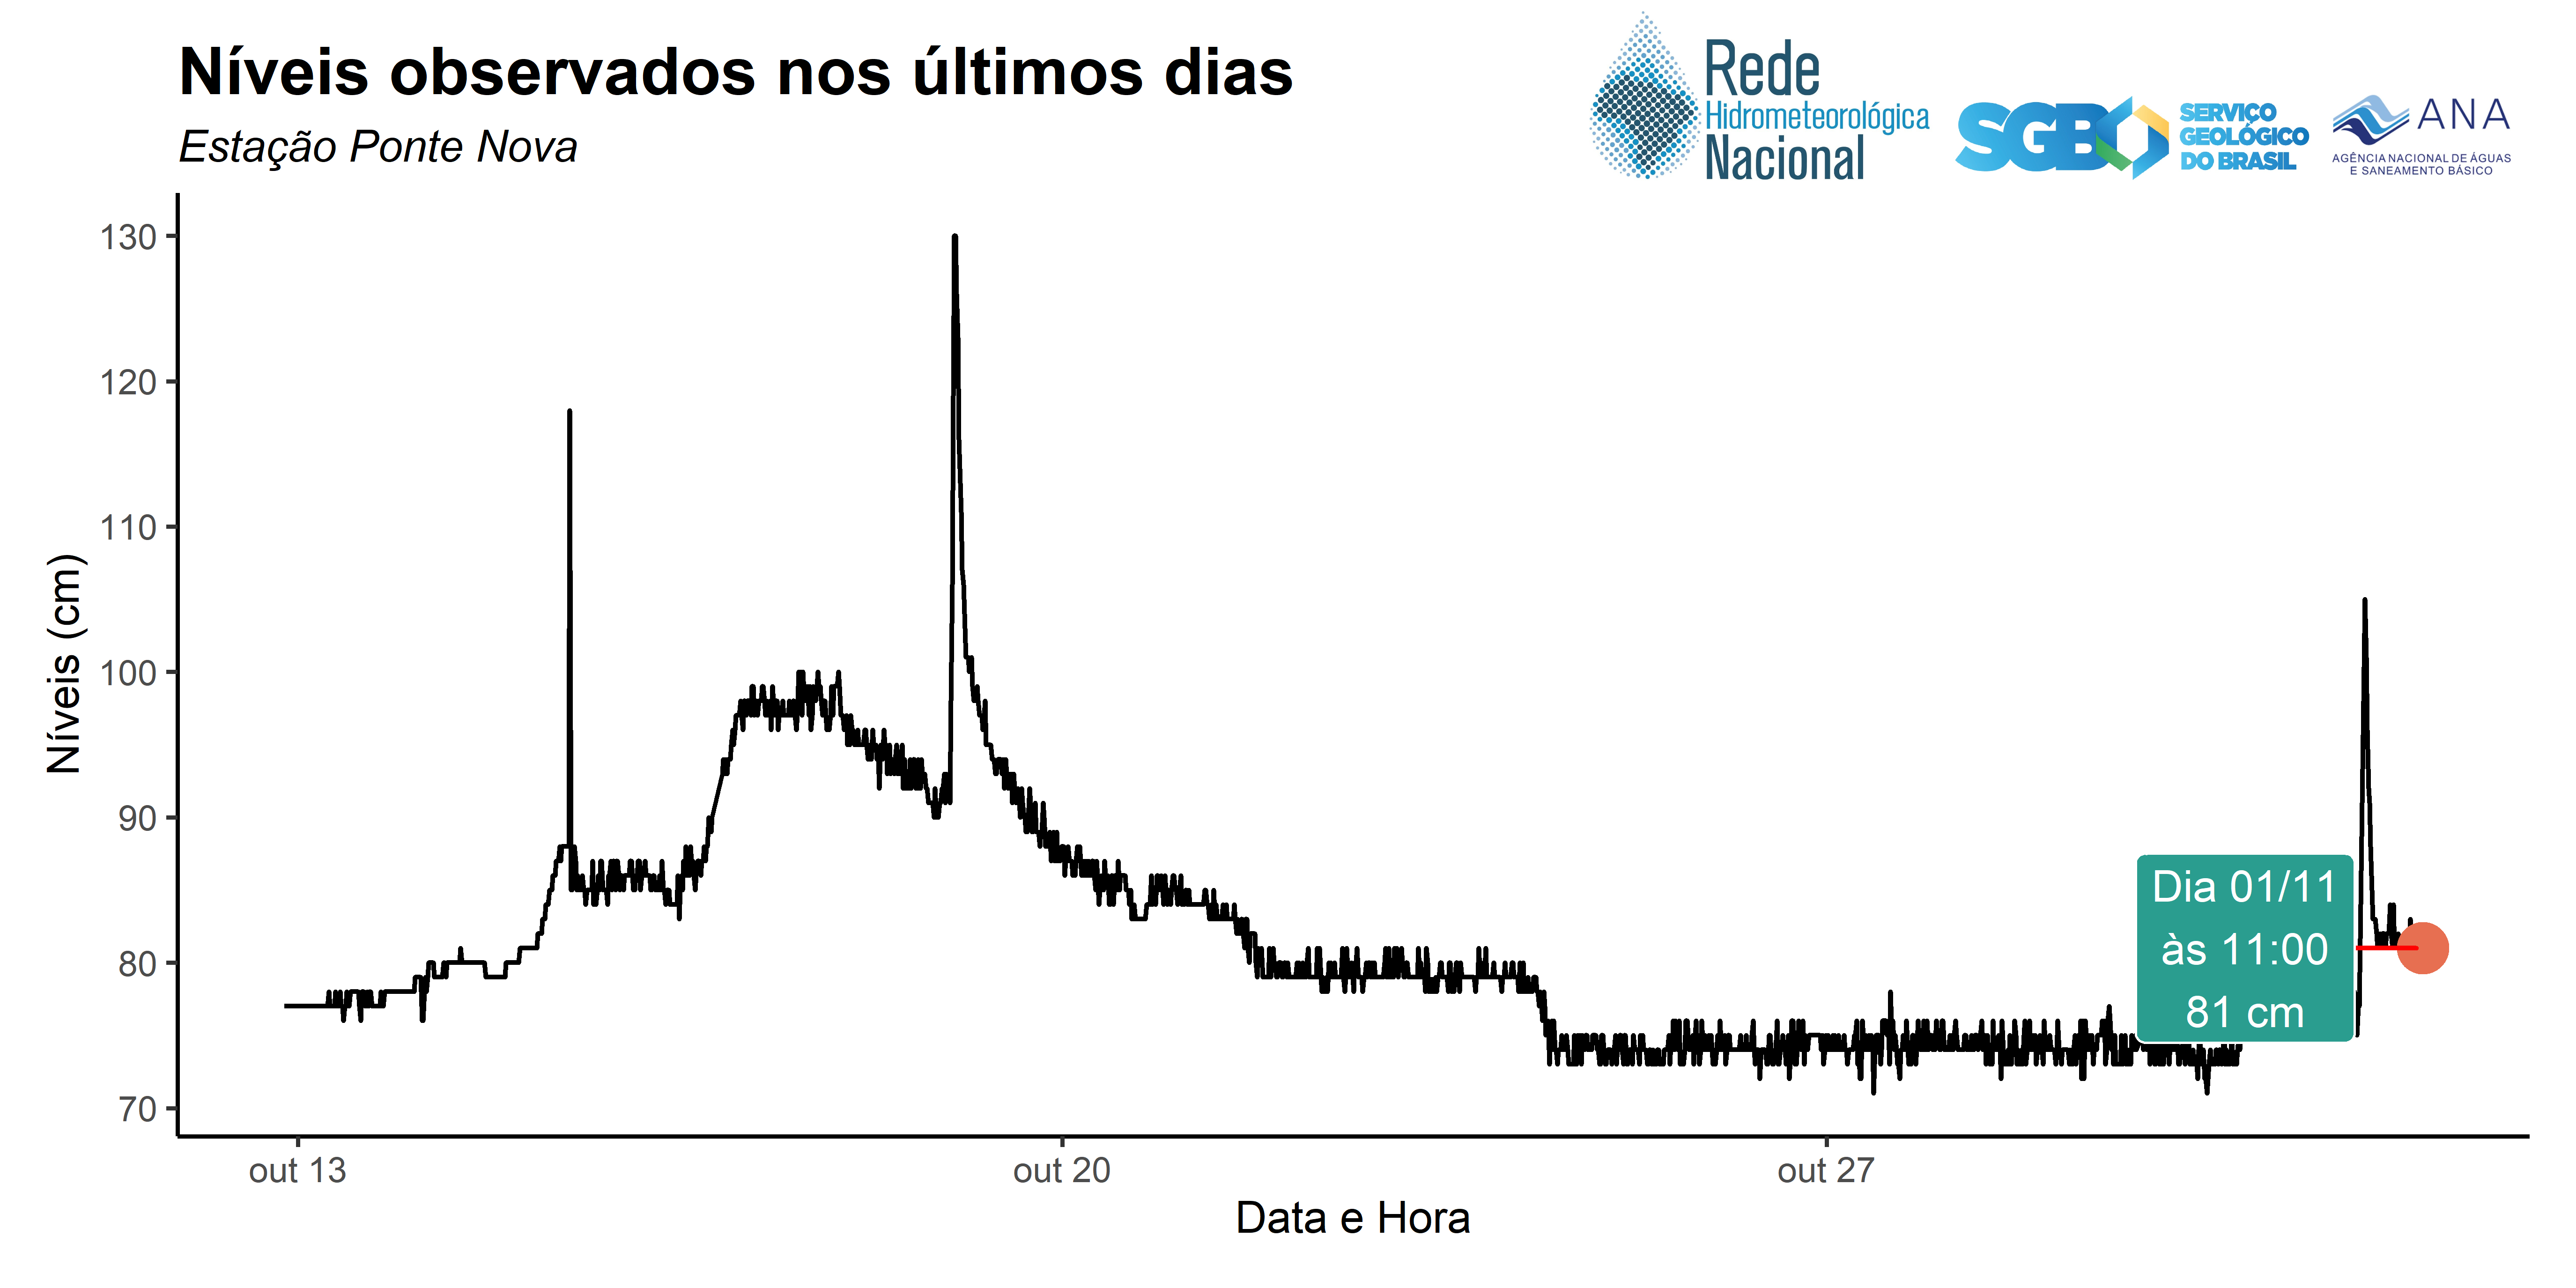 Níveis observados nos últimos dias
Estação Ponte Nova
Rede
Hidrometeorológica
Nacional
SGB
SERVIÇO
GEOLÓGICO
DO BRASIL
ANA
AGÊNCIA NACIONAL DE ÁGUAS
E SANEAMENTO BÁSICO
Níveis (cm)
130
120
110
100
90
80
70
Dia 01/11
às 11:00
81 cm
out 13
out 20
out 27
Data e Hora